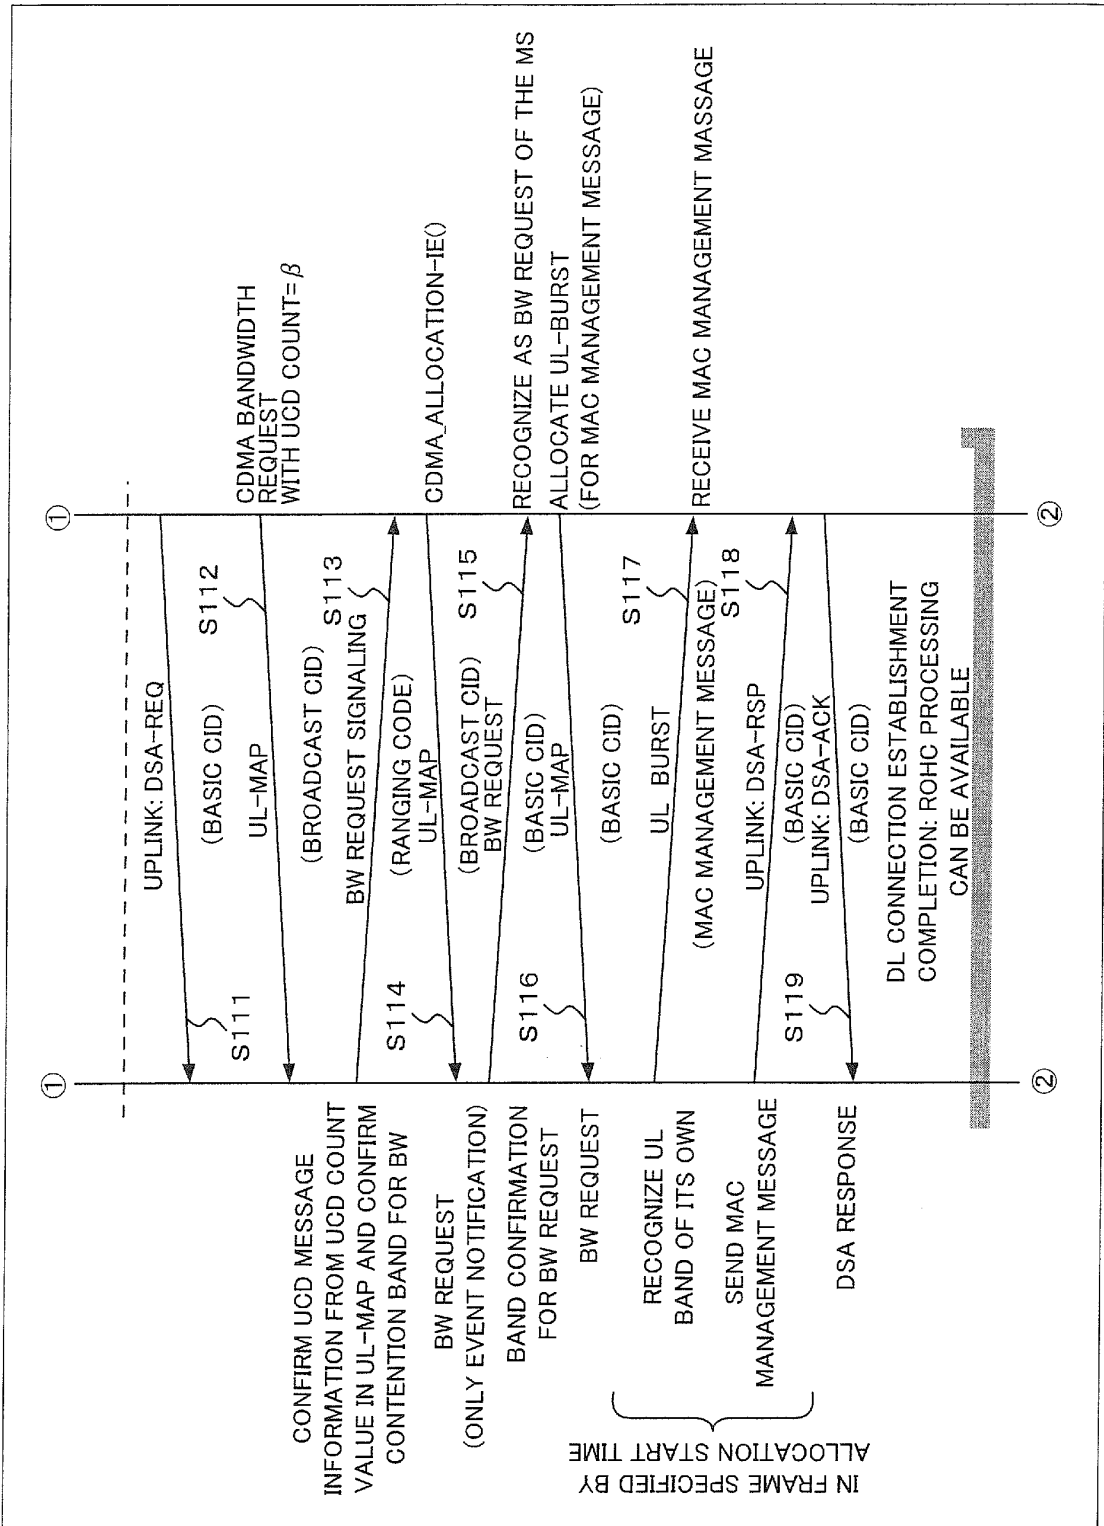 ①
①
UPLINK: DSA-REQ
S111
(BASIC CID)
S112
CDMA BANDWIDTH
REQUEST
WITH UCD COUNT=β
UL-MAP
(BROADCAST CID)
CONFIRM UCD MESSAGE
INFORMATION FROM UCD COUNT
VALUE IN UL-MAP AND CONFIRM
CONTENTION BAND FOR BW
BW REQUEST SIGNALING
S113
(RANGING CODE)
UL-MAP
S114
CDMA_ALLOCATION-IE()
BW REQUEST
(ONLY EVENT NOTIFICATION)
(BROADCAST CID)
BW REQUEST
S115
RECOGNIZE AS BW REQUEST OF THE MS
BAND CONFIRMATION
FOR BW REQUEST
(BASIC CID)
UL-MAP
S116
ALLOCATE UL-BURST
(FOR MAC MANAGEMENT MESSAGE)
BW REQUEST
(BASIC CID)
RECOGNIZE UL
BAND OF ITS OWN
UL BURST
S117
RECEIVE MAC MANAGEMENT MASSAGE
(MAC MANAGEMENT MESSAGE)
SEND MAC
MANAGEMENT MESSAGE
UPLINK: DSA-RSP
S118
(BASIC CID)
UPLINK: DSA-ACK
S119
DSA RESPONSE
(BASIC CID)
IN FRAME SPECIFIED BY
ALLOCATION START TIME
DL CONNECTION ESTABLISHMENT
COMPLETION: ROHC PROCESSING
CAN BE AVAILABLE
②
②